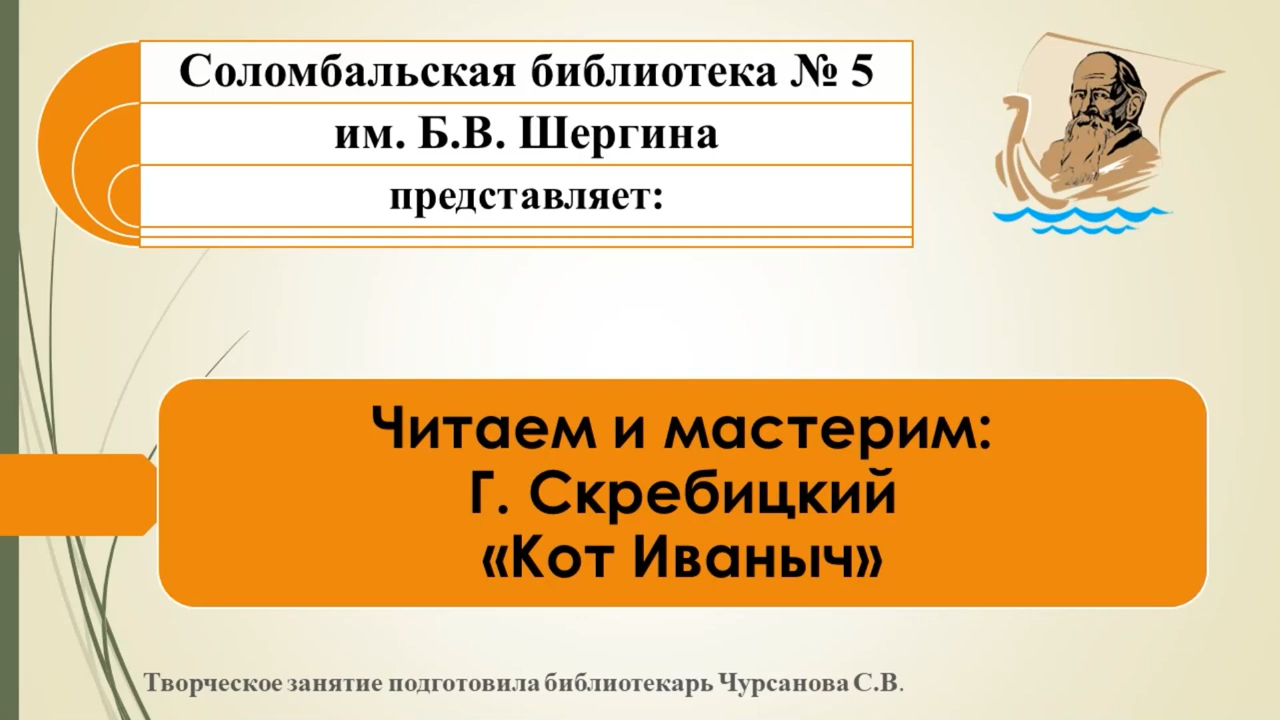 Соломбальская библиотека № 5
им. Б.В. Шергина
представляет:
Читаем и мастерим:
Г. Скребицкий
«Кот Иваныч»
Творческое занятие подготовила библиотекарь Чурсанова С.В.